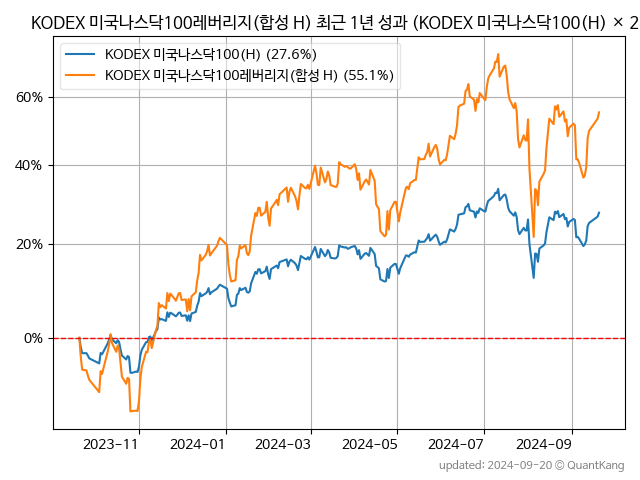 KODEX 미국나스닥100레버리지(합성 H) 최근 1년 성과 (KODEX 미국나스닥100(H) × 2
KODEX 미국나스닥100(H) (27.6%)
KODEX 미국나스닥100레버리지(합성 H) (55.1%)
60%
40%
20%
0%
2023-11
2024-01
2024-03
2024-05
2024-07
2024-09
updated: 2024-09-20 © QuantKang